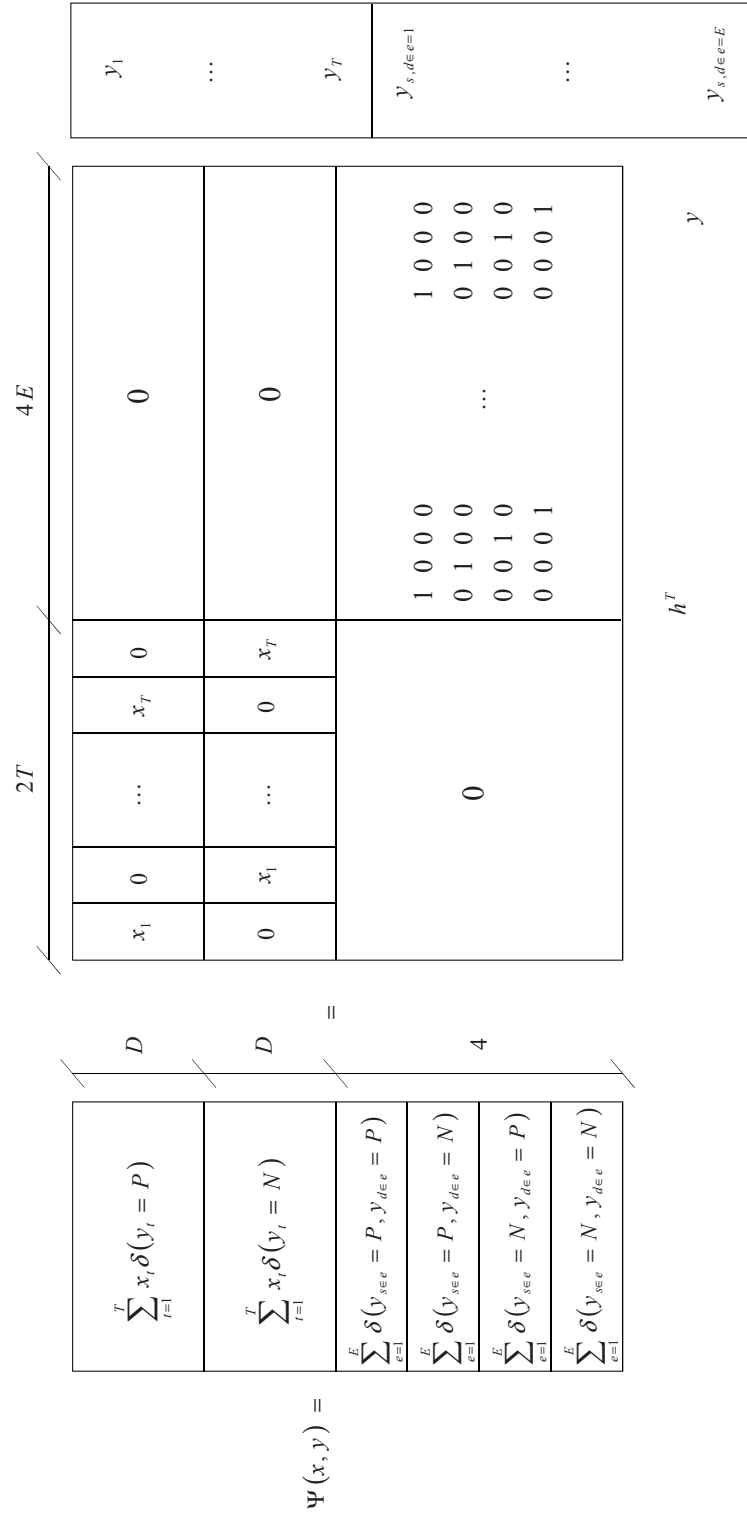 2T 4E
Ψ(x, y) =
∑_{t=1}^{T} x_t δ(y_t = P)
∑_{t=1}^{T} x_t δ(y_t = N)
∑_{e=1}^{E} δ(y_{s∈e} = P, y_{d∈e} = P)
∑_{e=1}^{E} δ(y_{s∈e} = P, y_{d∈e} = N)
∑_{e=1}^{E} δ(y_{s∈e} = N, y_{d∈e} = P)
∑_{e=1}^{E} δ(y_{s∈e} = N, y_{d∈e} = N)
D
D
4
=
x_1 0 ... x_T 0 0
0 x_1 ... 0 x_T 0
0
1 0 0 0 1 0 0 0
0 1 0 0 0 1 0 0
...
0 0 1 0 0 0 1 0
0 0 0 1 0 0 0 1
y_1
...
y_T
y_{s,d∈e=1}
...
y_{s,d∈e=E}
h^T y